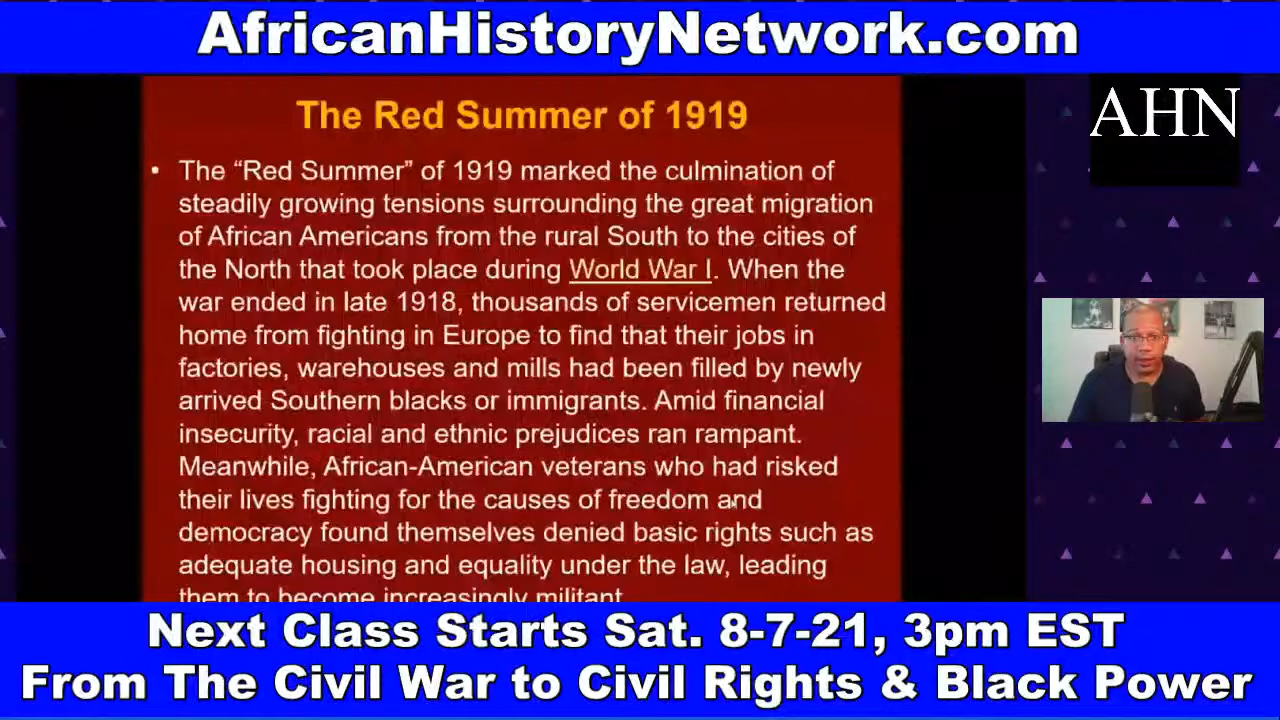 AfricanHistoryNetwork.com
AHN
The Red Summer of 1919
• The “Red Summer” of 1919 marked the culmination of
steadily growing tensions surrounding the great migration
of African Americans from the rural South to the cities of
the North that took place during World War I. When the
war ended in late 1918, thousands of servicemen returned
home from fighting in Europe to find that their jobs in
factories, warehouses and mills had been filled by newly
arrived Southern blacks or immigrants. Amid financial
insecurity, racial and ethnic prejudices ran rampant.
Meanwhile, African-American veterans who had risked
their lives fighting for the causes of freedom and
democracy found themselves denied basic rights such as
adequate housing and equality under the law, leading
them to become increasingly militant.
Next Class Starts Sat. 8-7-21, 3pm EST
From The Civil War to Civil Rights & Black Power